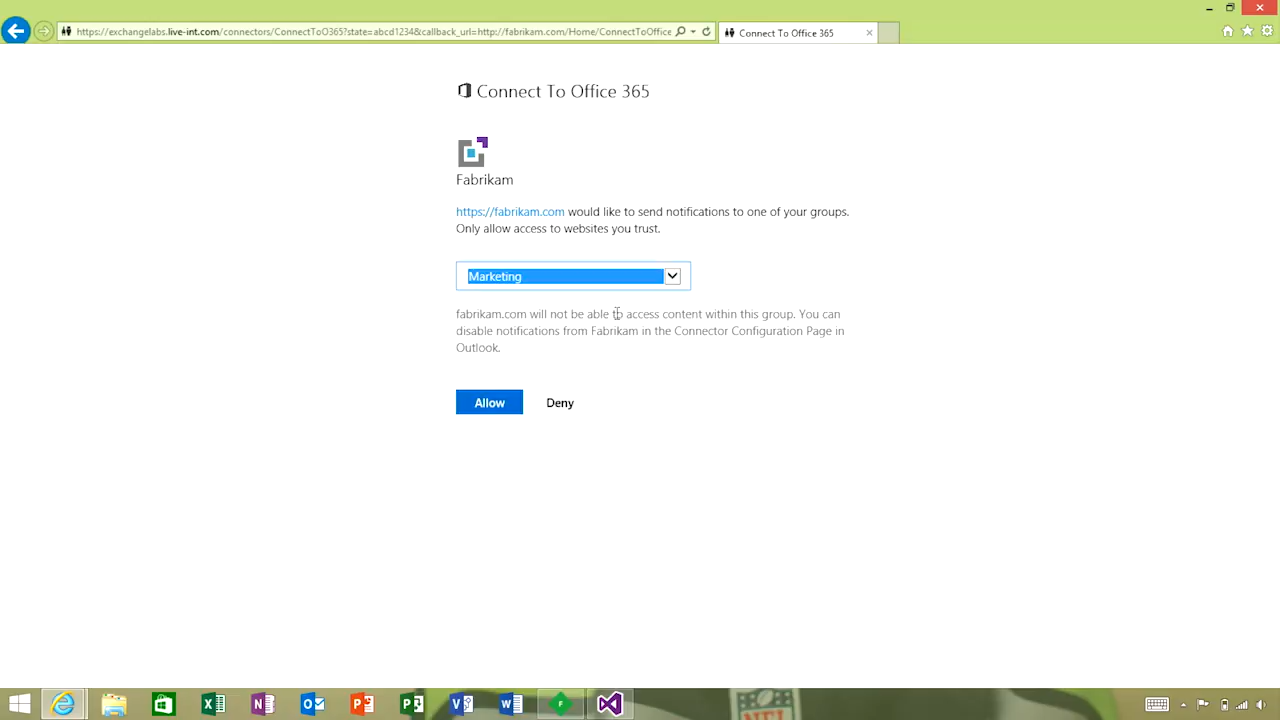 https://exchangelabs.live-int.com/connectors/ConnectToO365?state=abcd1234&callback_url=http://fabrikam.com/Home/ConnectToOffice
Connect To Office 365
Connect To Office 365
Fabrikam
https://fabrikam.com would like to send notifications to one of your groups.
Only allow access to websites you trust.
Marketing
fabrikam.com will not be able to access content within this group. You can
disable notifications from Fabrikam in the Connector Configuration Page in
Outlook.
Allow Deny
NFL